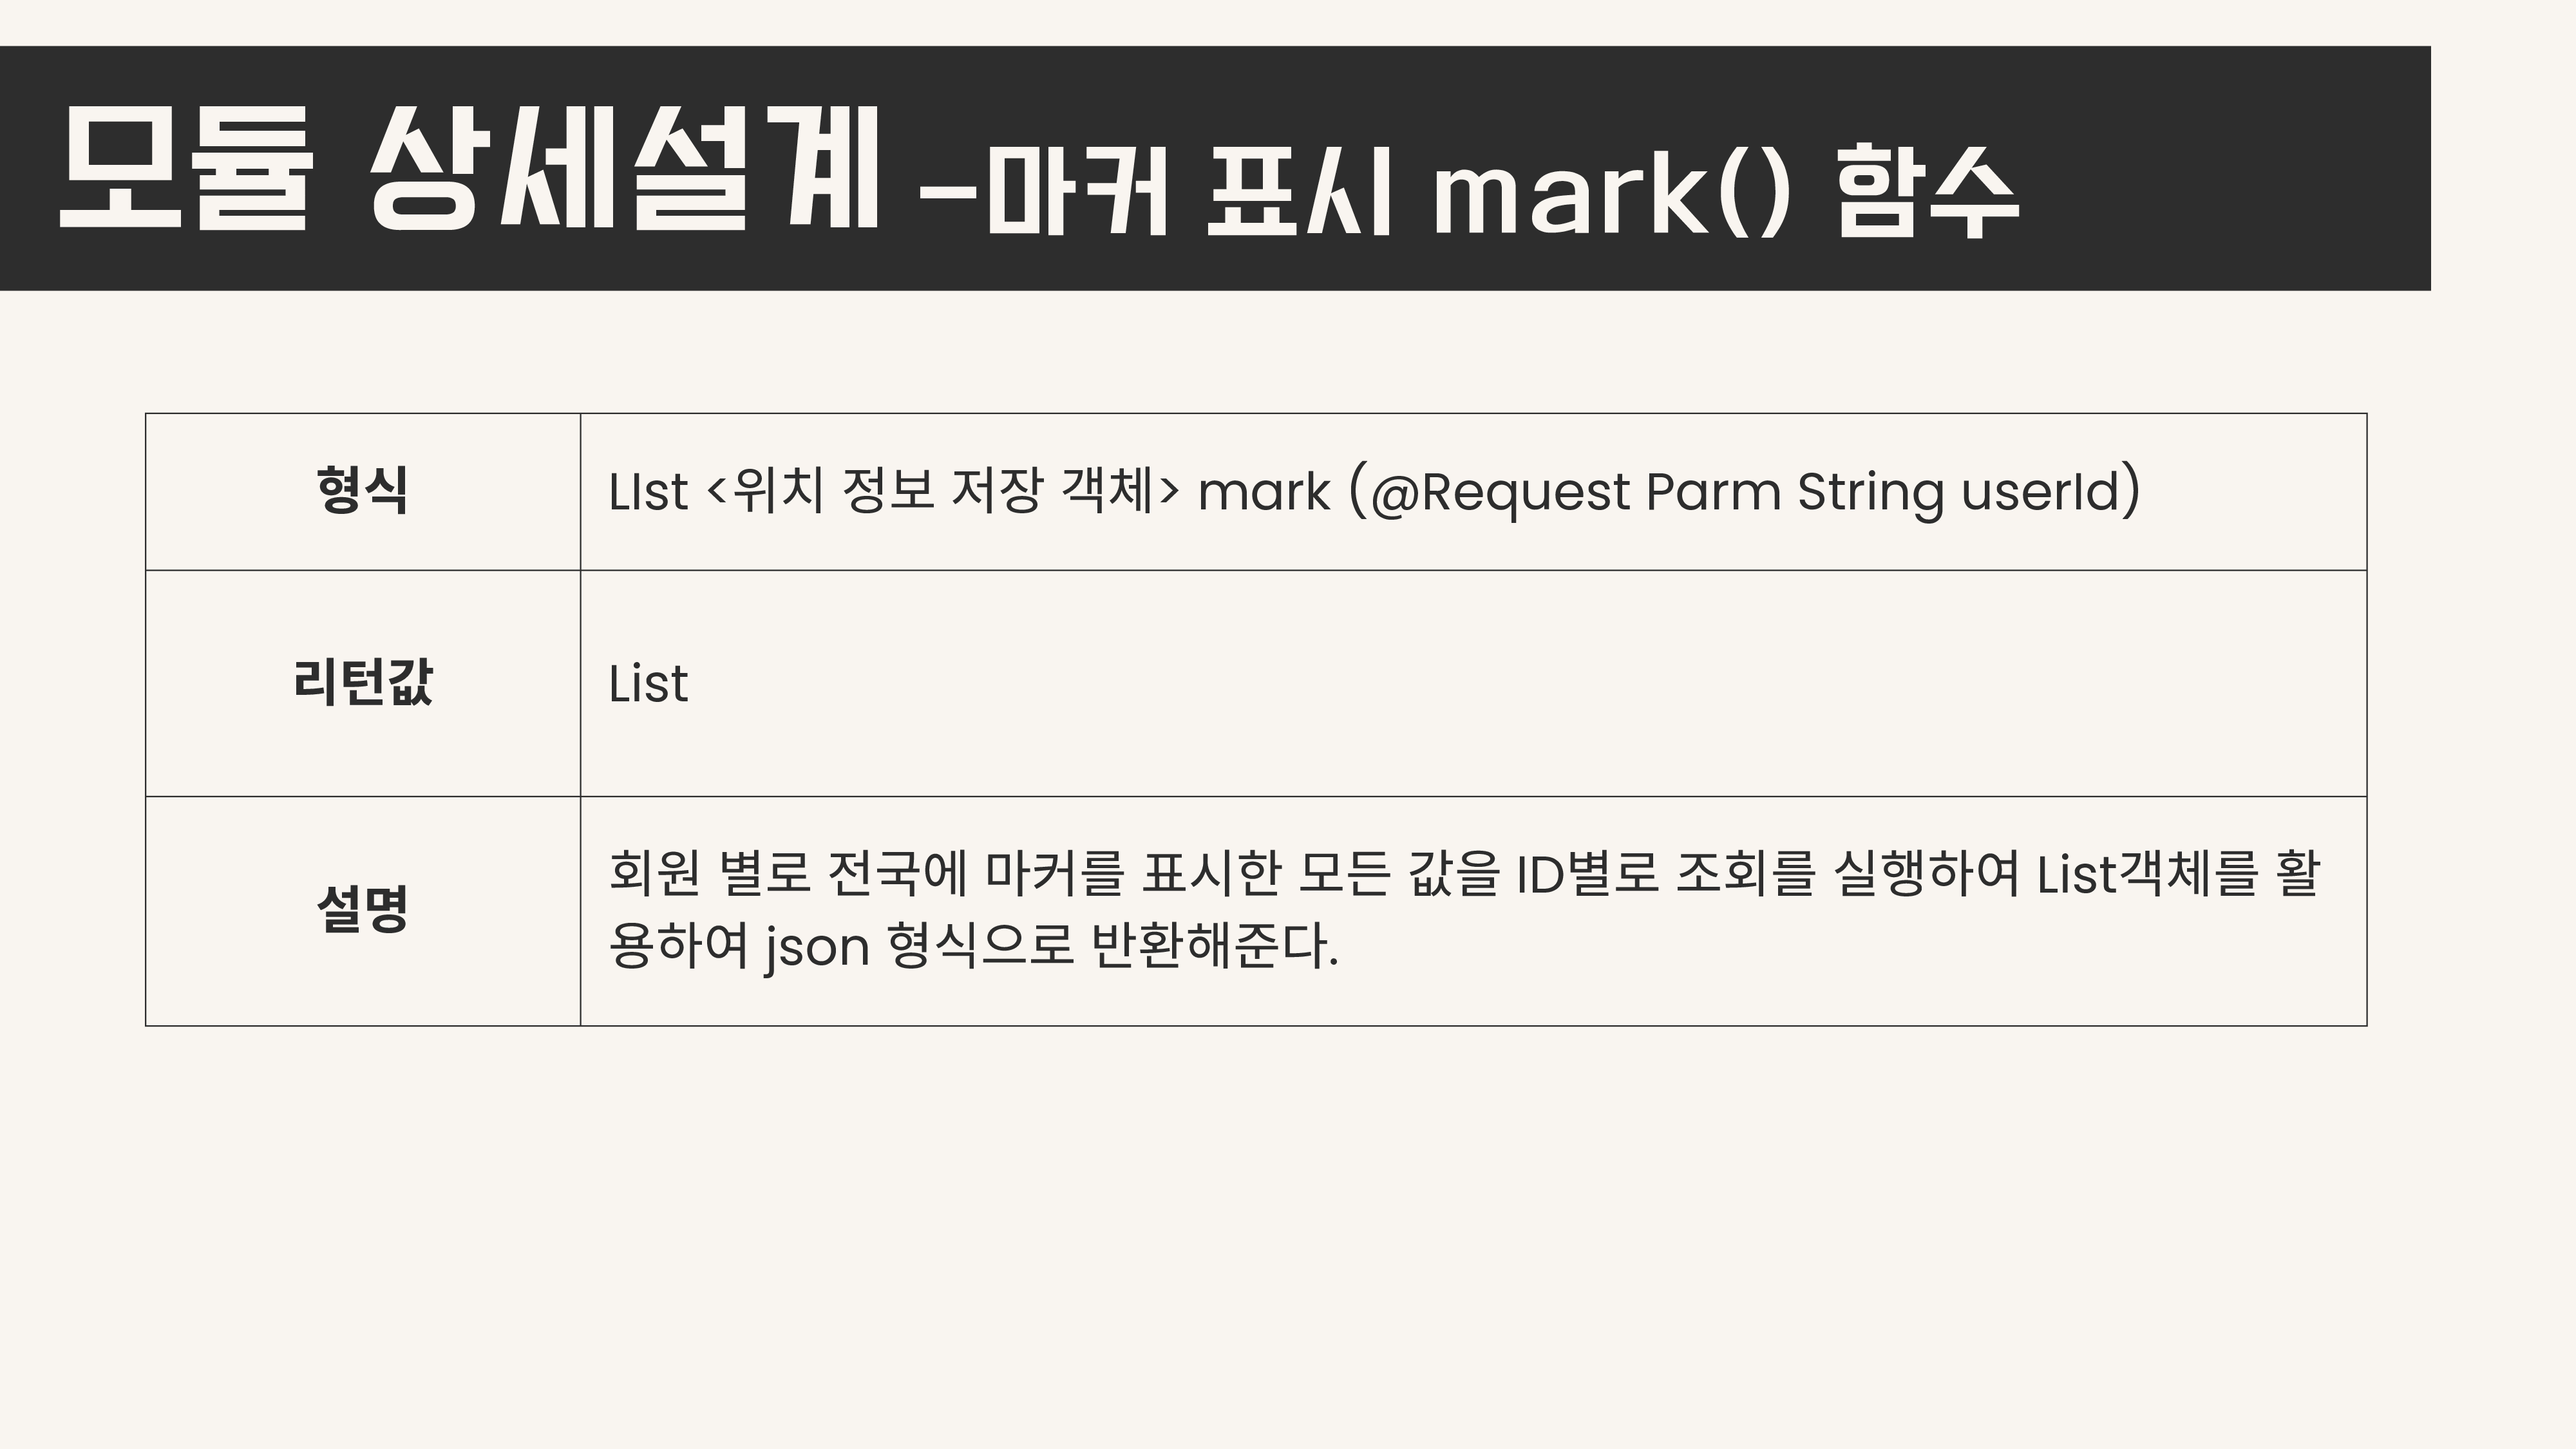 모듈 상세설계 -마커 표시 mark() 함수
형식
LIst <위치 정보 저장 객체> mark (@Request Parm String userId)
리턴값
List
설명
회원 별로 전국에 마커를 표시한 모든 값을 ID별로 조회를 실행하여 List객체를 활
용하여 json 형식으로 반환해준다.